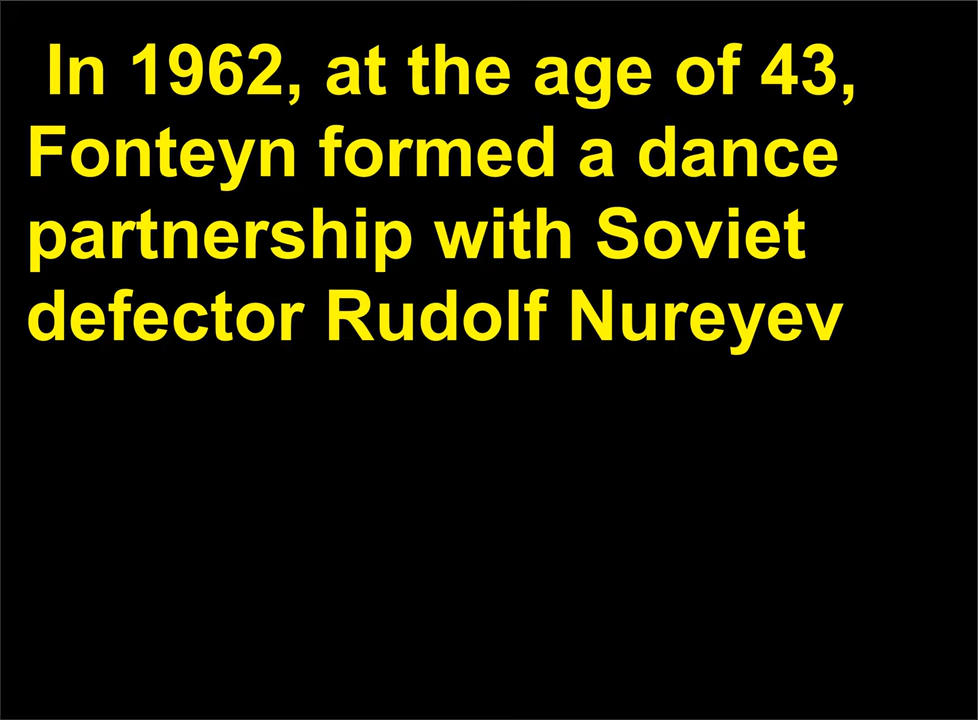 In 1962, at the age of 43,
Fonteyn formed a dance
partnership with Soviet
defector Rudolf Nureyev